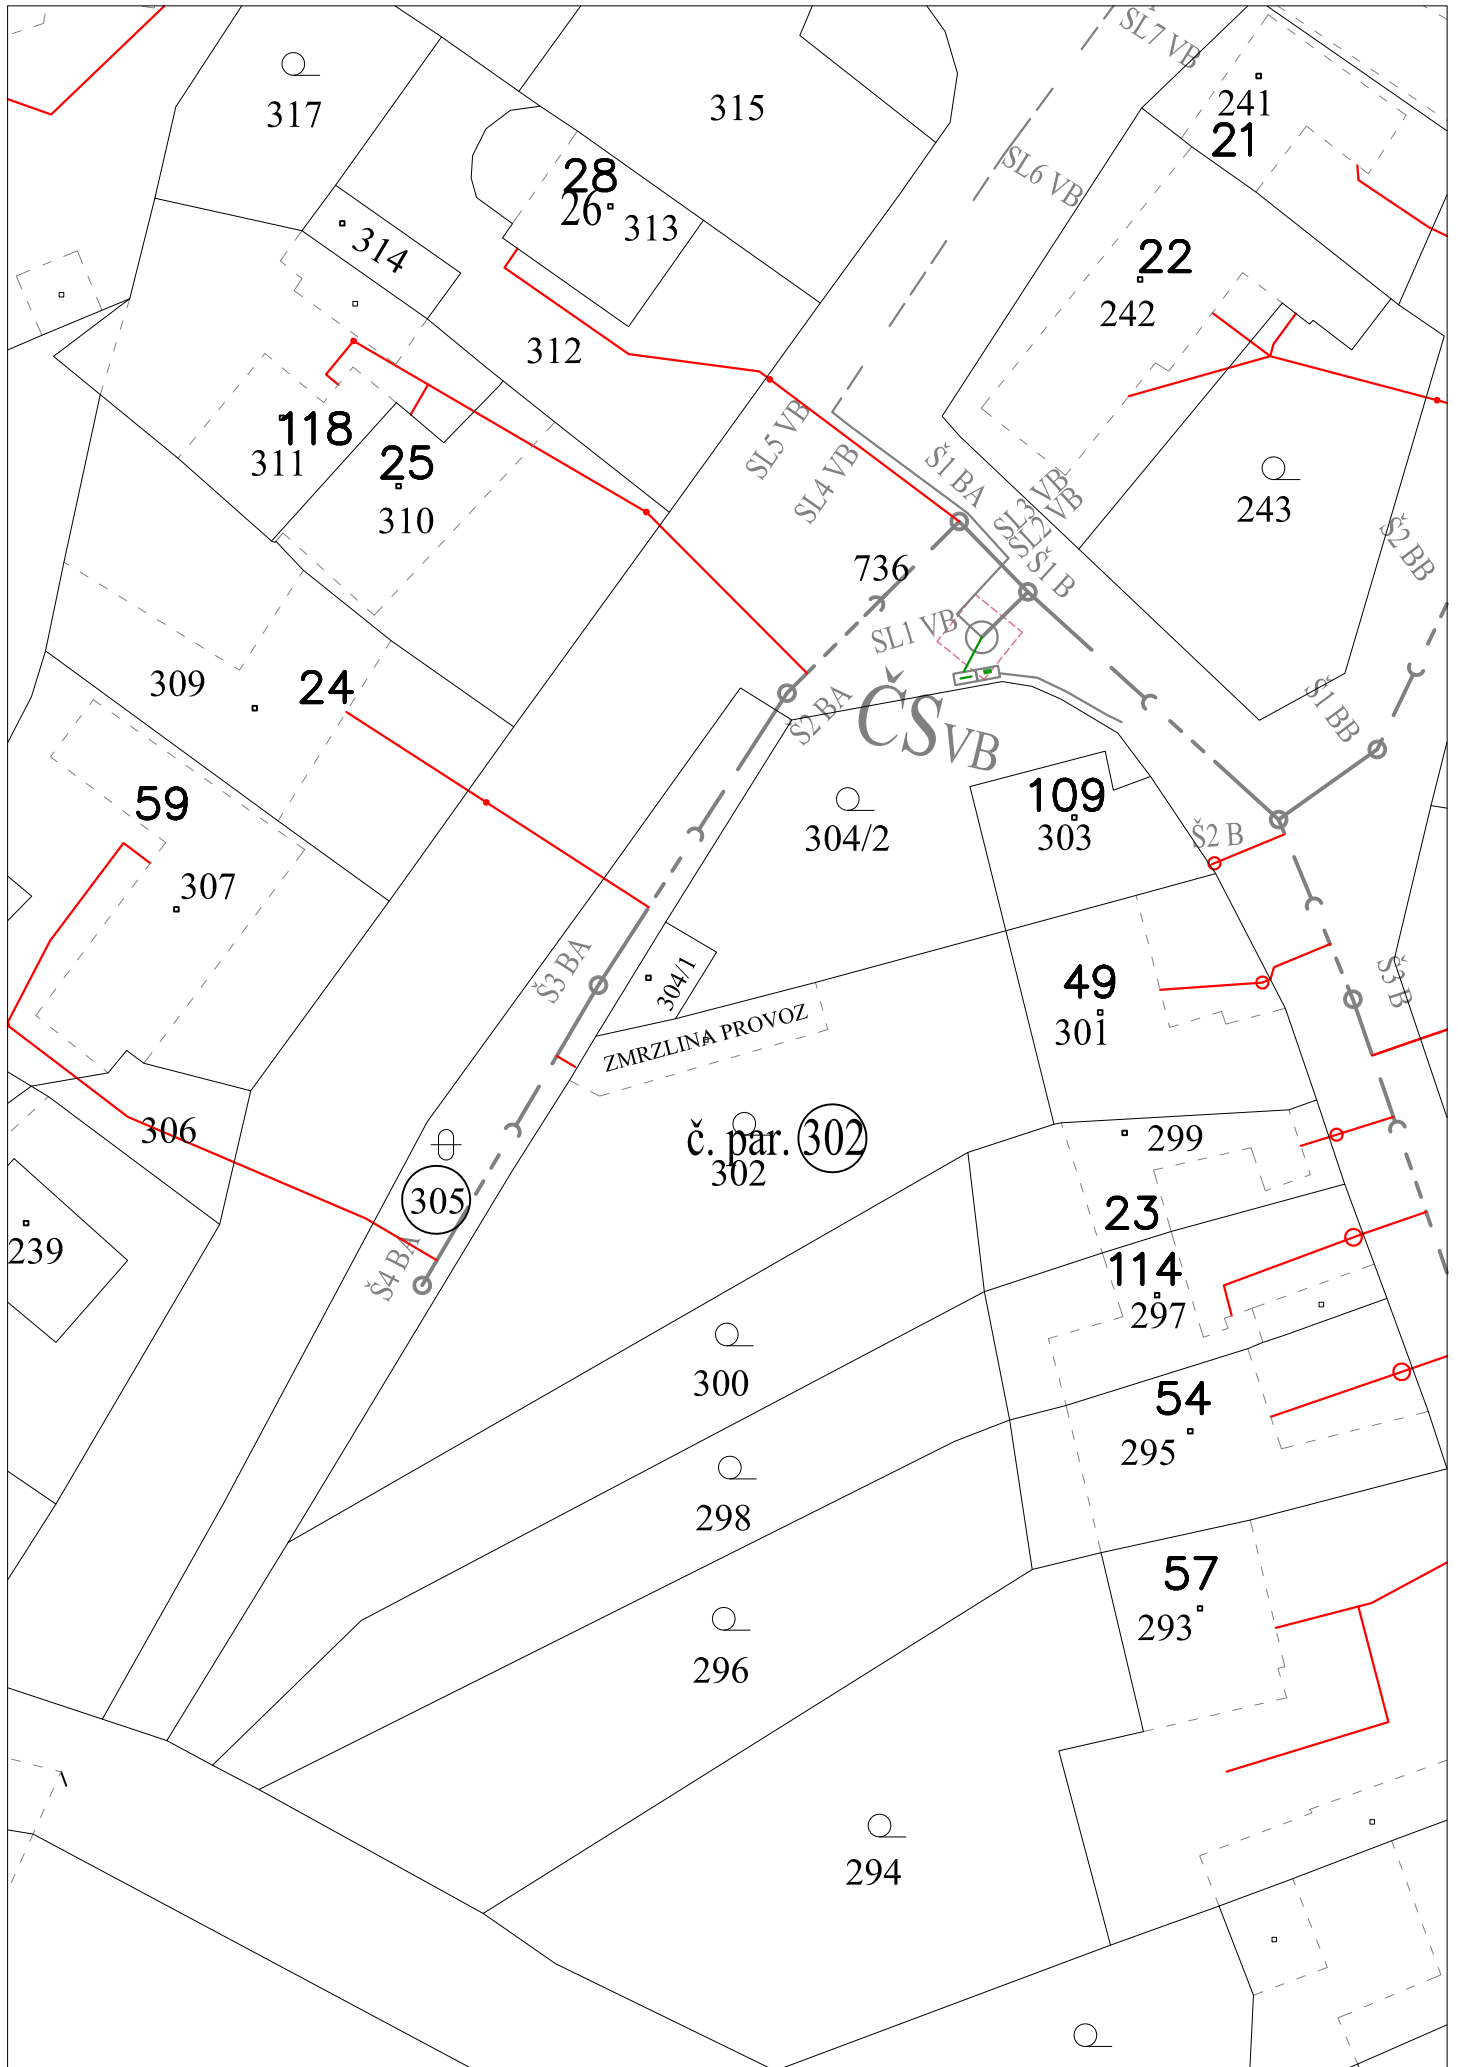 SL7 VB
317
315
241
21
SL6 VB
28
26
313
314
22
242
312
118
311
25
310
SL5 VB
SL4 VB
Š1 BA
SL3 VB
SL2 VB
Š1 B
243
Š2 BB
736
SL1 VB
309
24
Š2 BA
ČS VB
Š1 BB
59
109
304/2
303
Š2 B
307
Š3 BA
304/1
49
301
Š3 B
ZMRZLINA PROVOZ
306
č. par. 302
302
299
305
23
239
Š4 BA
114
297
300
54
295
298
57
293
296
294